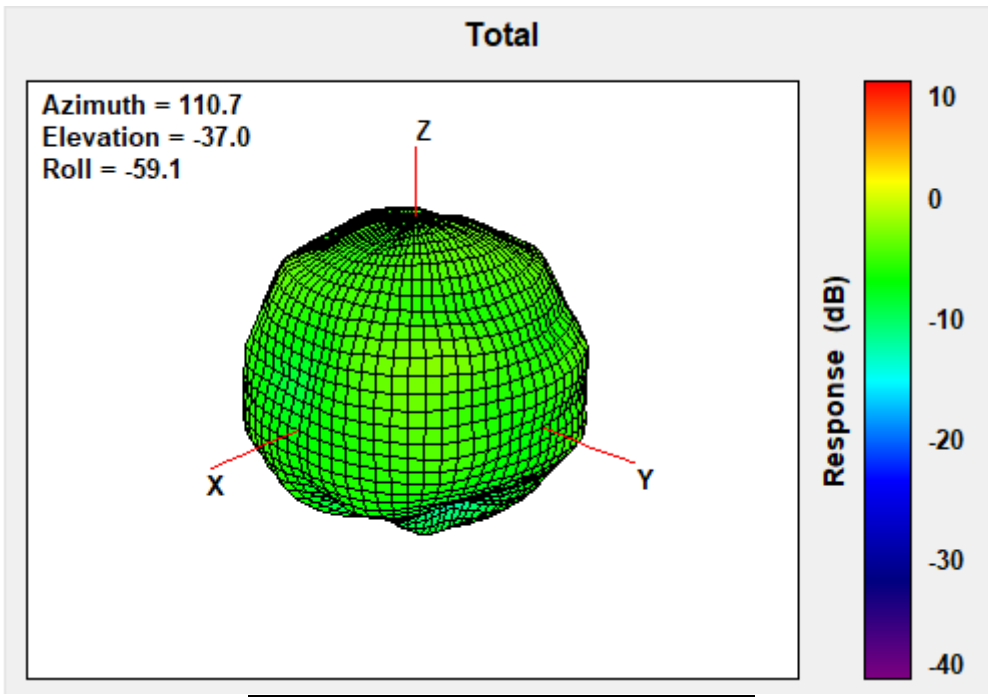 Total
Azimuth = 110.7
Elevation = -37.0
Roll = -59.1
Z
X
Y
Response (dB)
10
0
-10
-20
-30
-40